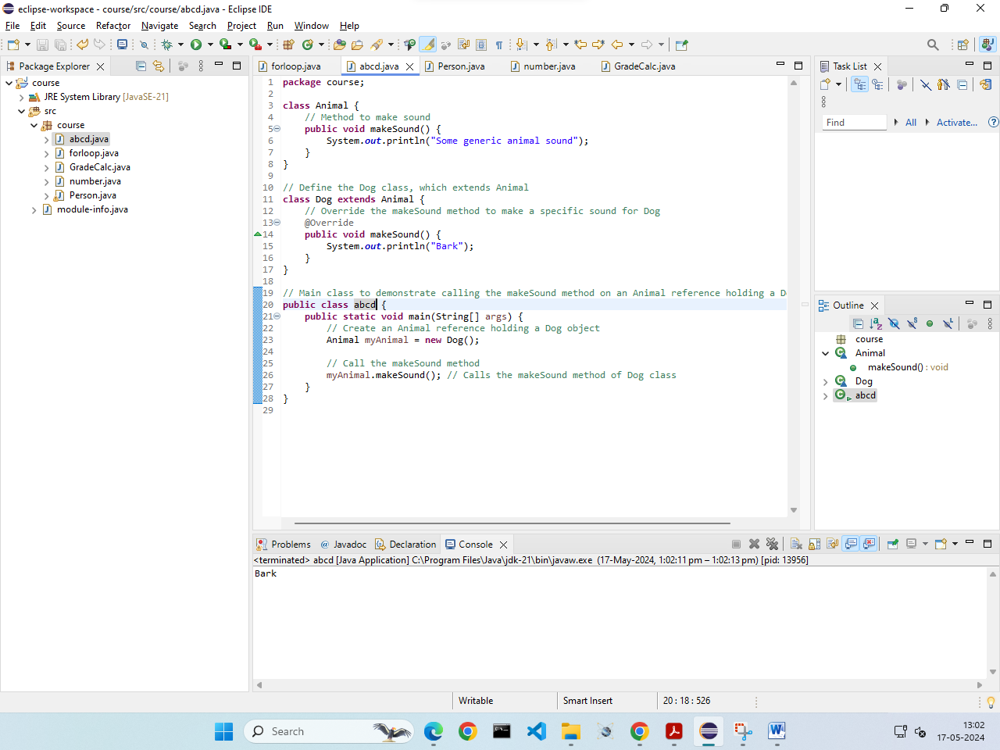 eclipse-workspace - course/src/course/abcd.java - Eclipse IDE
File Edit Source Refactor Navigate Search Project Run Window Help
Package Explorer
course
JRE System Library [JavaSE-21]
src
course
abcd.java
forloop.java
GradeCalc.java
number.java
Person.java
module-info.java
forloop.java abcd.java Person.java number.java GradeCalc.java
1 package course;
2
3 class Animal {
4 // Method to make sound
5 public void makeSound() {
6 System.out.println("Some generic animal sound");
7 }
8 }
9
10 // Define the Dog class, which extends Animal
11 class Dog extends Animal {
12 // Override the makeSound method to make a specific sound for Dog
13 @Override
14 public void makeSound() {
15 System.out.println("Bark");
16 }
17 }
18
19 // Main class to demonstrate calling the makeSound method on an Animal reference holding a D
20 public class abcd {
21 public static void main(String[] args) {
22 // Create an Animal reference holding a Dog object
23 Animal myAnimal = new Dog();
24
25 // Call the makeSound method
26 myAnimal.makeSound(); // Calls the makeSound method of Dog class
27 }
28 }
29
Task List
Find All Activate...
Outline
course
Animal
makeSound() : void
Dog
abcd
Problems @ Javadoc Declaration Console
<terminated> abcd [Java Application] C:\Program Files\Java\jdk-21\bin\javaw.exe (17-May-2024, 1:02:11 pm – 1:02:13 pm) [pid: 13956]
Bark
Writable Smart Insert 20 : 18 : 526
Search
13:02
17-05-2024